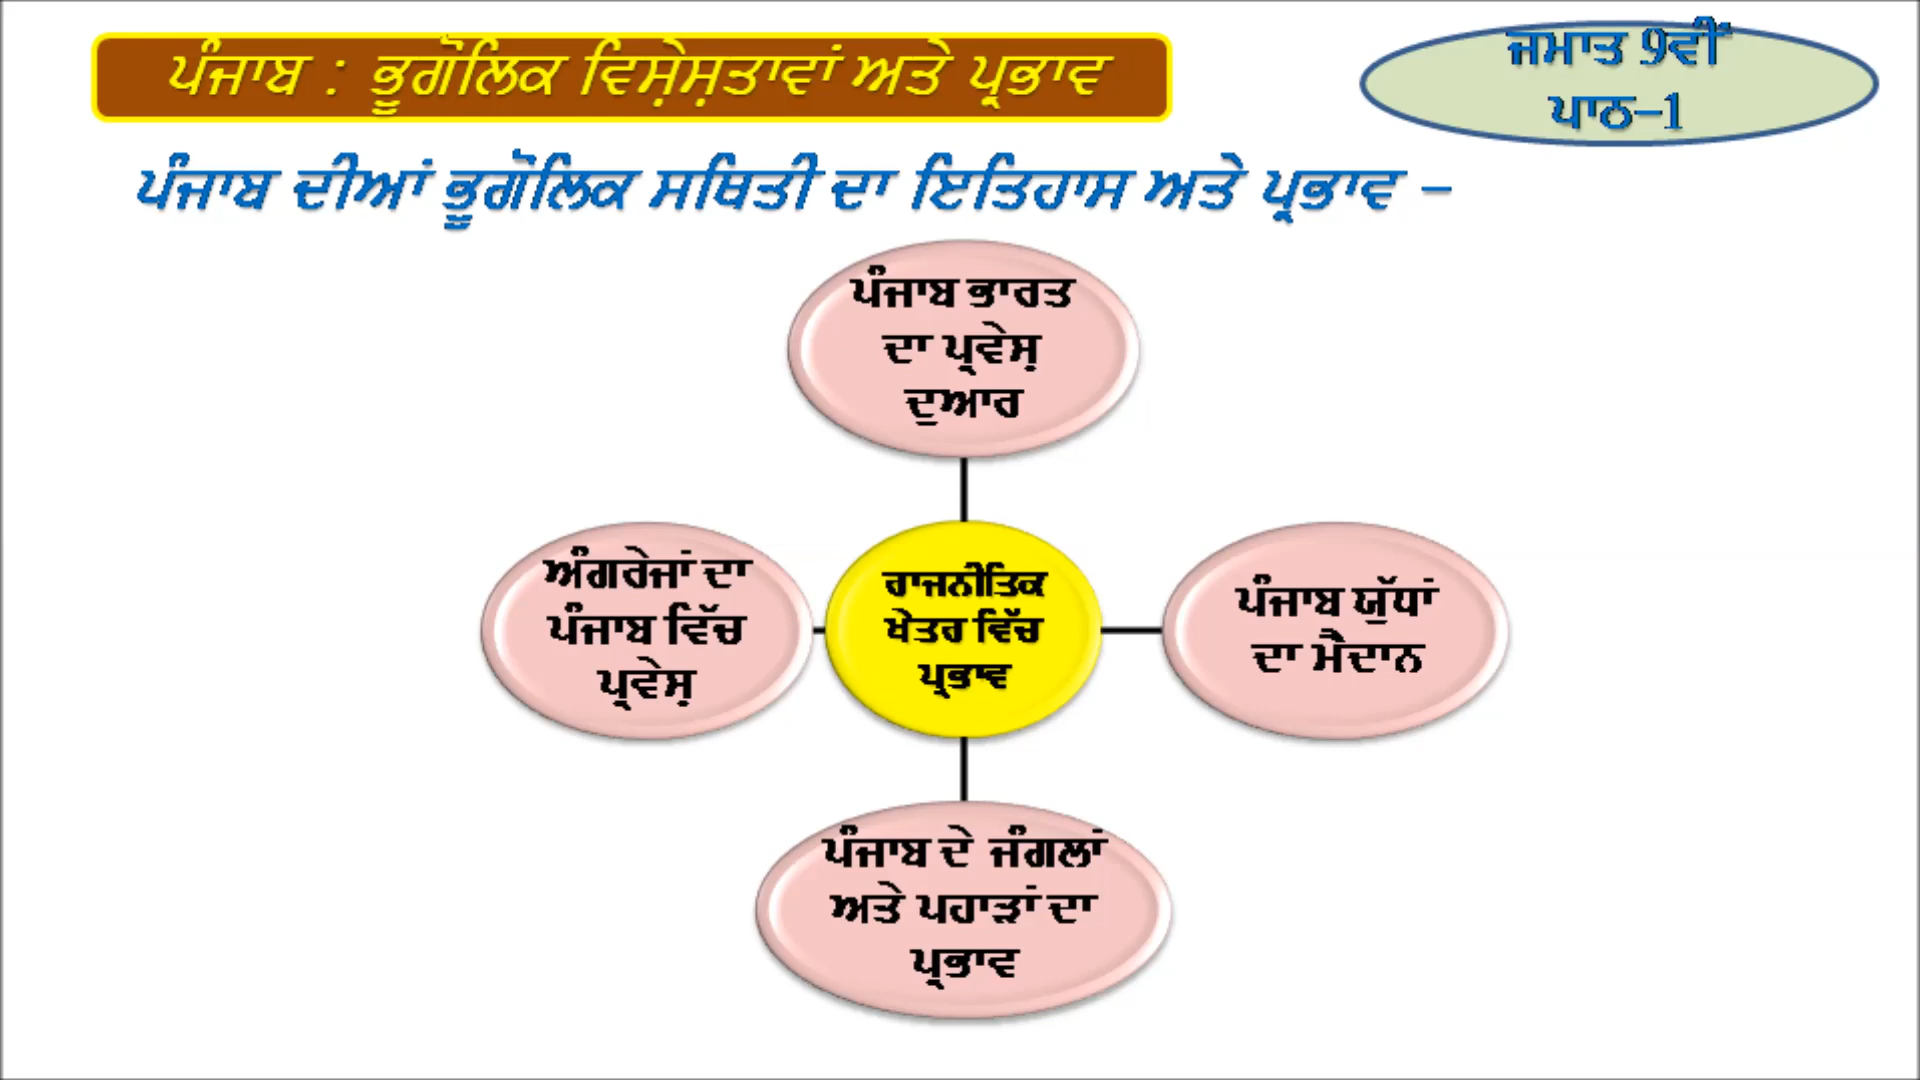 ਪੰਜਾਬ : ਭੂਗੋਲਿਕ ਵਿਸ਼ੇਸ਼ਤਾਵਾਂ ਅਤੇ ਪ੍ਰਭਾਵ
ਜਮਾਤ 9ਵੀਂ
ਪਾਠ–1
ਪੰਜਾਬ ਦੀਆਂ ਭੂਗੋਲਿਕ ਸਥਿਤੀ ਦਾ ਇਤਿਹਾਸ ਅਤੇ ਪ੍ਰਭਾਵ –
ਪੰਜਾਬ ਭਾਰਤ
ਦਾ ਪ੍ਰਵੇਸ਼
ਦੁਆਰ
ਅੰਗਰੇਜਾਂ ਦਾ
ਪੰਜਾਬ ਵਿੱਚ
ਪ੍ਰਵੇਸ਼
ਰਾਜਨੀਤਿਕ
ਖੇਤਰ ਵਿੱਚ
ਪ੍ਰਭਾਵ
ਪੰਜਾਬ ਯੁੱਧਾਂ
ਦਾ ਮੈਦਾਨ
ਪੰਜਾਬ ਦੇ ਜੰਗਲਾਂ
ਅਤੇ ਪਹਾੜਾਂ ਦਾ
ਪ੍ਰਭਾਵ